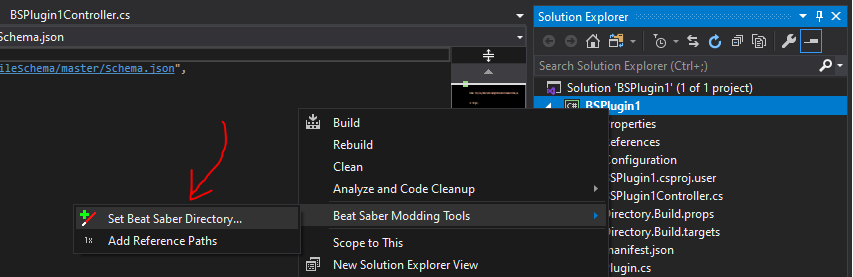 BSPlugin1Controller.cs
Schema.json
ileSchema/master/Schema.json",
Build
Rebuild
Clean
Analyze and Code Cleanup
Beat Saber Modding Tools
Scope to This
New Solution Explorer View
Set Beat Saber Directory...
Add Reference Paths
Solution Explorer
Search Solution Explorer (Ctrl+;)
Solution 'BSPlugin1' (1 of 1 project)
C# BSPlugin1
Properties
References
Configuration
BSPlugin1.csproj.user
BSPlugin1Controller.cs
Directory.Build.props
Directory.Build.targets
manifest.json
Plugin.cs